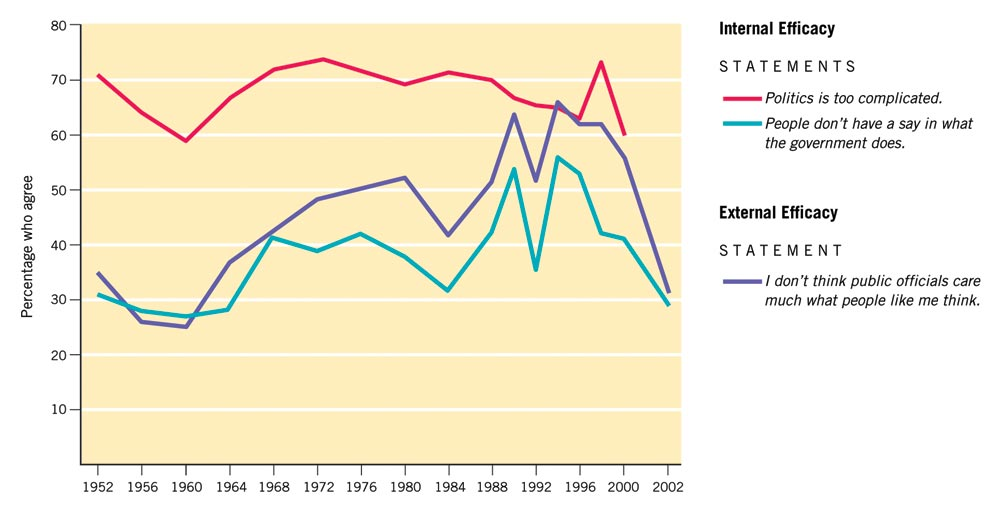 Percentage who agree
80
70
60
50
40
30
20
10
1952 1956 1960 1964 1968 1972 1976 1980 1984 1988 1992 1996 2000 2002
Internal Efficacy
STATEMENTS
Politics is too complicated.
People don't have a say in what
the government does.
External Efficacy
STATEMENT
I don't think public officials care
much what people like me think.